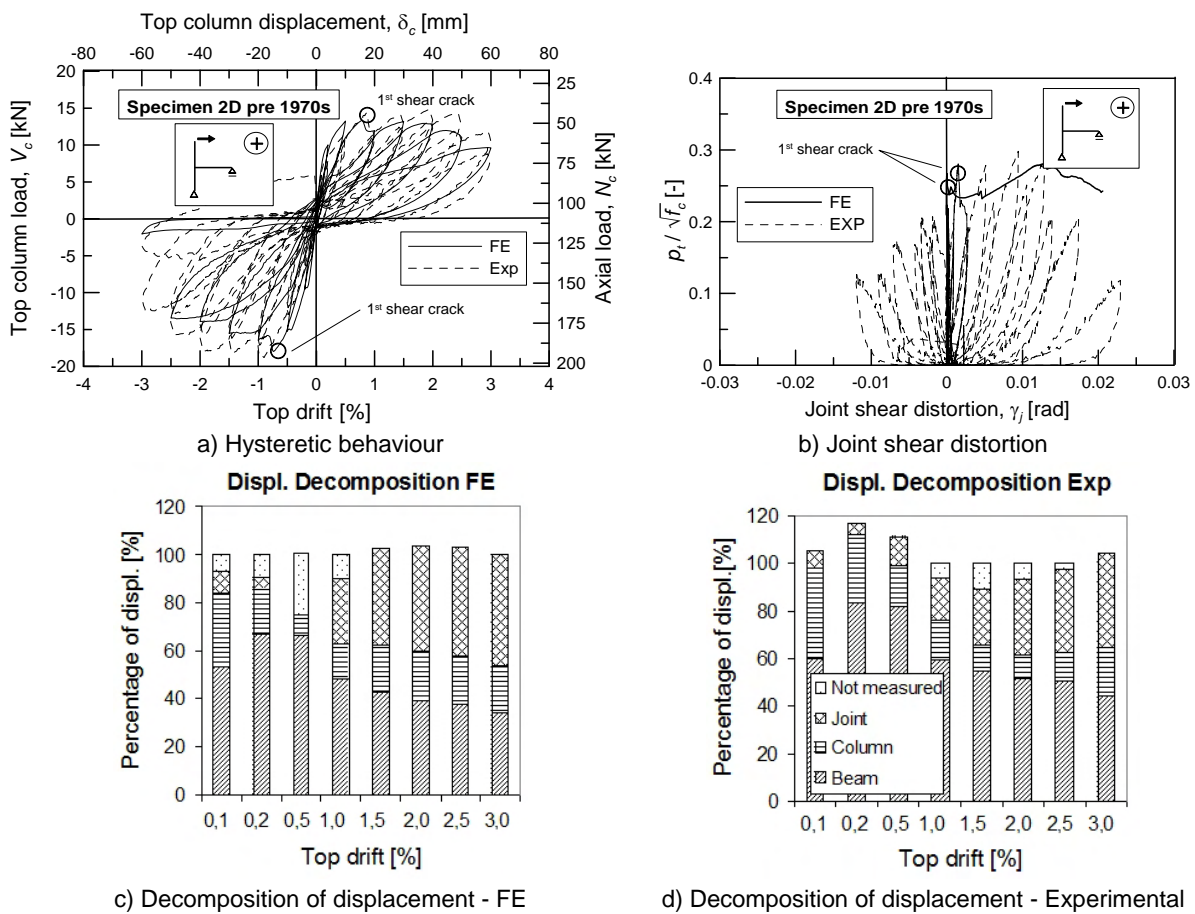 Top column displacement, δc [mm]
-80 -60 -40 -20 0 20 40 60 80
20 15 10 5 0 -5 -10 -15 -20
Top column load, Vc [kN]
Specimen 2D pre 1970s
1st shear crack
+
FE
Exp
1st shear crack
25 50 75 100 125 150 175 200
Axial load, Nc [kN]
-4 -3 -2 -1 0 1 2 3 4
Top drift [%]
a) Hysteretic behaviour
0.4 0.3 0.2 0.1 0
pt / √fc [-]
Specimen 2D pre 1970s
1st shear crack
+
FE
EXP
-0.03 -0.02 -0.01 0 0.01 0.02 0.03
Joint shear distortion, γj [rad]
b) Joint shear distortion
Displ. Decomposition FE
120 100 80 60 40 20 0
Percentage of displ. [%]
0,1 0,2 0,5 1,0 1,5 2,0 2,5 3,0
Top drift [%]
c) Decomposition of displacement - FE
Displ. Decomposition Exp
120 100 80 60 40 20 0
Percentage of displ.[%]
Not measured
Joint
Column
Beam
0,1 0,2 0,5 1,0 1,5 2,0 2,5 3,0
Top drift [%]
d) Decomposition of displacement - Experimental